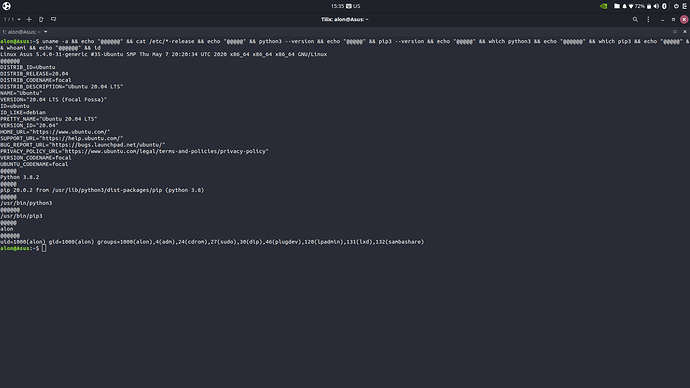 15:35 US
72%
1 / 1
Tilix: alon@Asus: ~
1: alon@Asus: ~
alon@Asus:~$ uname -a && echo "@@@@@@" && cat /etc/*-release && echo "@@@@@" && python3 --version && echo "@@@@@" && pip3 --version && echo "@@@@@" && which python3 && echo "@@@@@@" && which pip3 && echo "@@@@@" &
& whoami && echo "@@@@@@" && id
Linux Asus 5.4.0-31-generic #35-Ubuntu SMP Thu May 7 20:20:34 UTC 2020 x86_64 x86_64 x86_64 GNU/Linux
@@@@@@
DISTRIB_ID=Ubuntu
DISTRIB_RELEASE=20.04
DISTRIB_CODENAME=focal
DISTRIB_DESCRIPTION="Ubuntu 20.04 LTS"
NAME="Ubuntu"
VERSION="20.04 LTS (Focal Fossa)"
ID=ubuntu
ID_LIKE=debian
PRETTY_NAME="Ubuntu 20.04 LTS"
VERSION_ID="20.04"
HOME_URL="https://www.ubuntu.com/"
SUPPORT_URL="https://help.ubuntu.com/"
BUG_REPORT_URL="https://bugs.launchpad.net/ubuntu/"
PRIVACY_POLICY_URL="https://www.ubuntu.com/legal/terms-and-policies/privacy-policy"
VERSION_CODENAME=focal
UBUNTU_CODENAME=focal
@@@@@
Python 3.8.2
@@@@@
pip 20.0.2 from /usr/lib/python3/dist-packages/pip (python 3.8)
@@@@@
/usr/bin/python3
@@@@@@
/usr/bin/pip3
@@@@@
alon
@@@@@@
uid=1000(alon) gid=1000(alon) groups=1000(alon),4(adm),24(cdrom),27(sudo),30(dip),46(plugdev),120(lpadmin),131(lxd),132(sambashare)
alon@Asus:~$